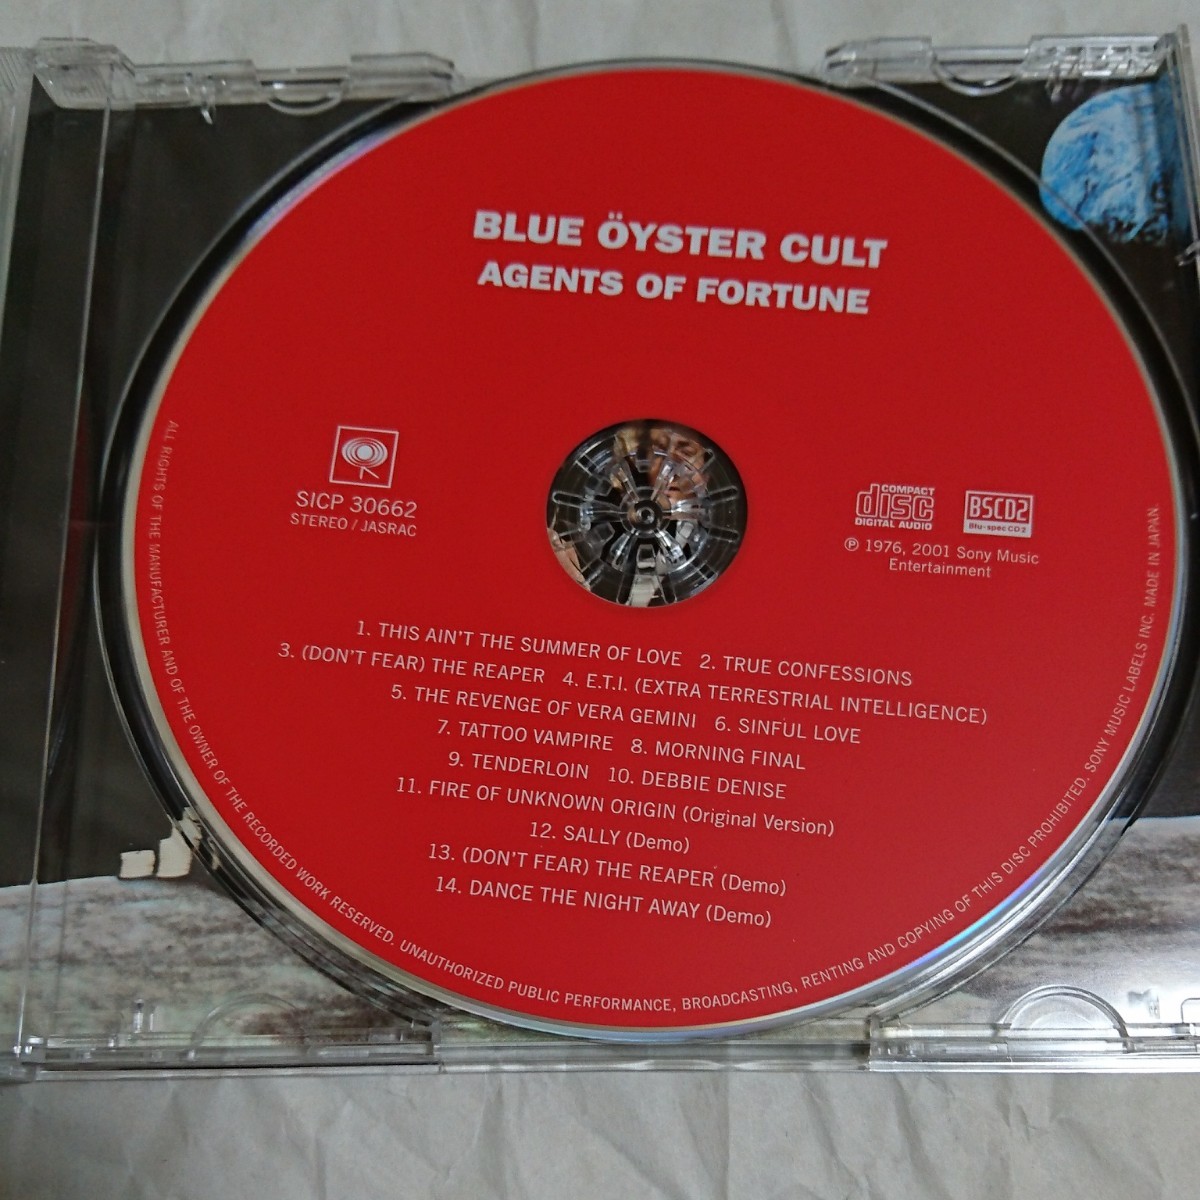 BLUE ÖYSTER CULT
AGENTS OF FORTUNE
SICP 30662
STEREO / JASRAC
COMPACT
disc
DIGITAL AUDIO
BSCD2
Blu-spec CD2
℗ 1976, 2001 Sony Music
Entertainment
1. THIS AIN'T THE SUMMER OF LOVE 2. TRUE CONFESSIONS
3. (DON'T FEAR) THE REAPER 4. E.T.I. (EXTRA TERRESTRIAL INTELLIGENCE)
5. THE REVENGE OF VERA GEMINI 6. SINFUL LOVE
7. TATTOO VAMPIRE 8. MORNING FINAL
9. TENDERLOIN 10. DEBBIE DENISE
11. FIRE OF UNKNOWN ORIGIN (Original Version)
12. SALLY (Demo)
13. (DON'T FEAR) THE REAPER (Demo)
14. DANCE THE NIGHT AWAY (Demo)
ALL RIGHTS OF THE MANUFACTURER AND OF THE OWNER OF THE RECORDED WORK RESERVED. UNAUTHORIZED PUBLIC PERFORMANCE, BROADCASTING, RENTING AND COPYING OF THIS DISC PROHIBITED. SONY MUSIC LABELS INC. MADE IN JAPAN.